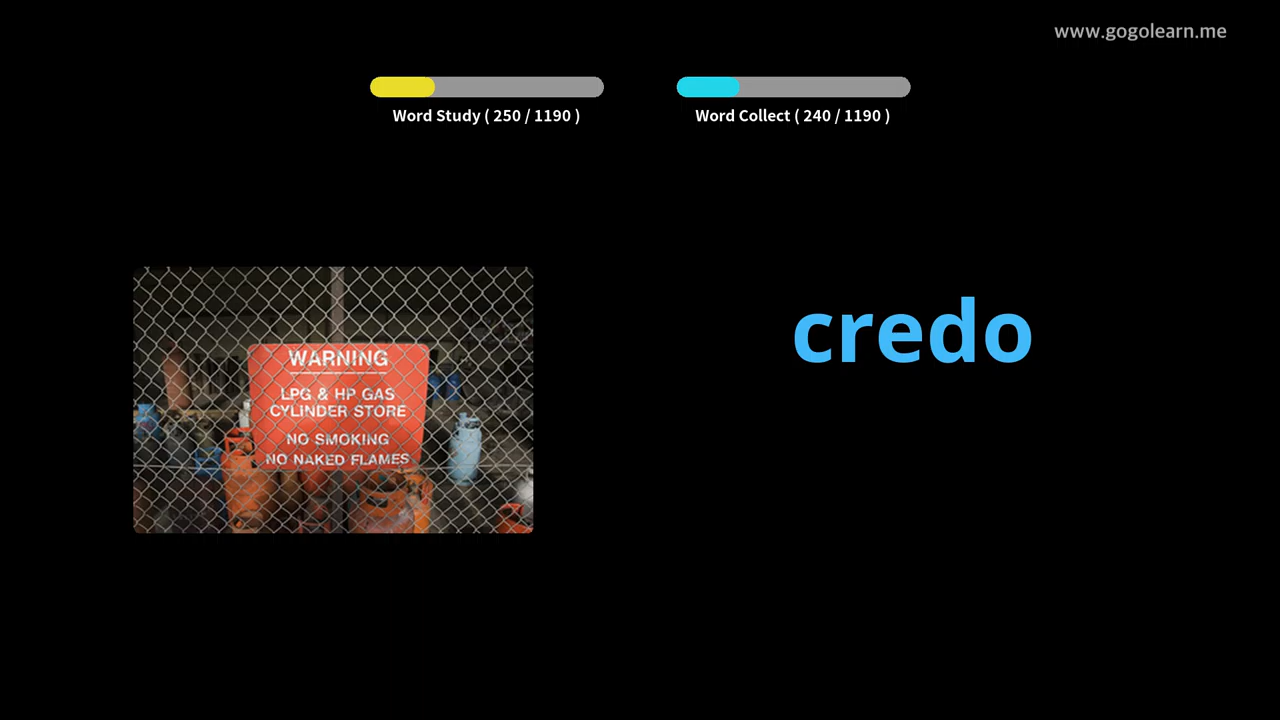 www.gogolearn.me
Word Study ( 250 / 1190 )
Word Collect ( 240 / 1190 )
WARNING
LPG & HP GAS
CYLINDER STORE
NO SMOKING
NO NAKED FLAMES
credo